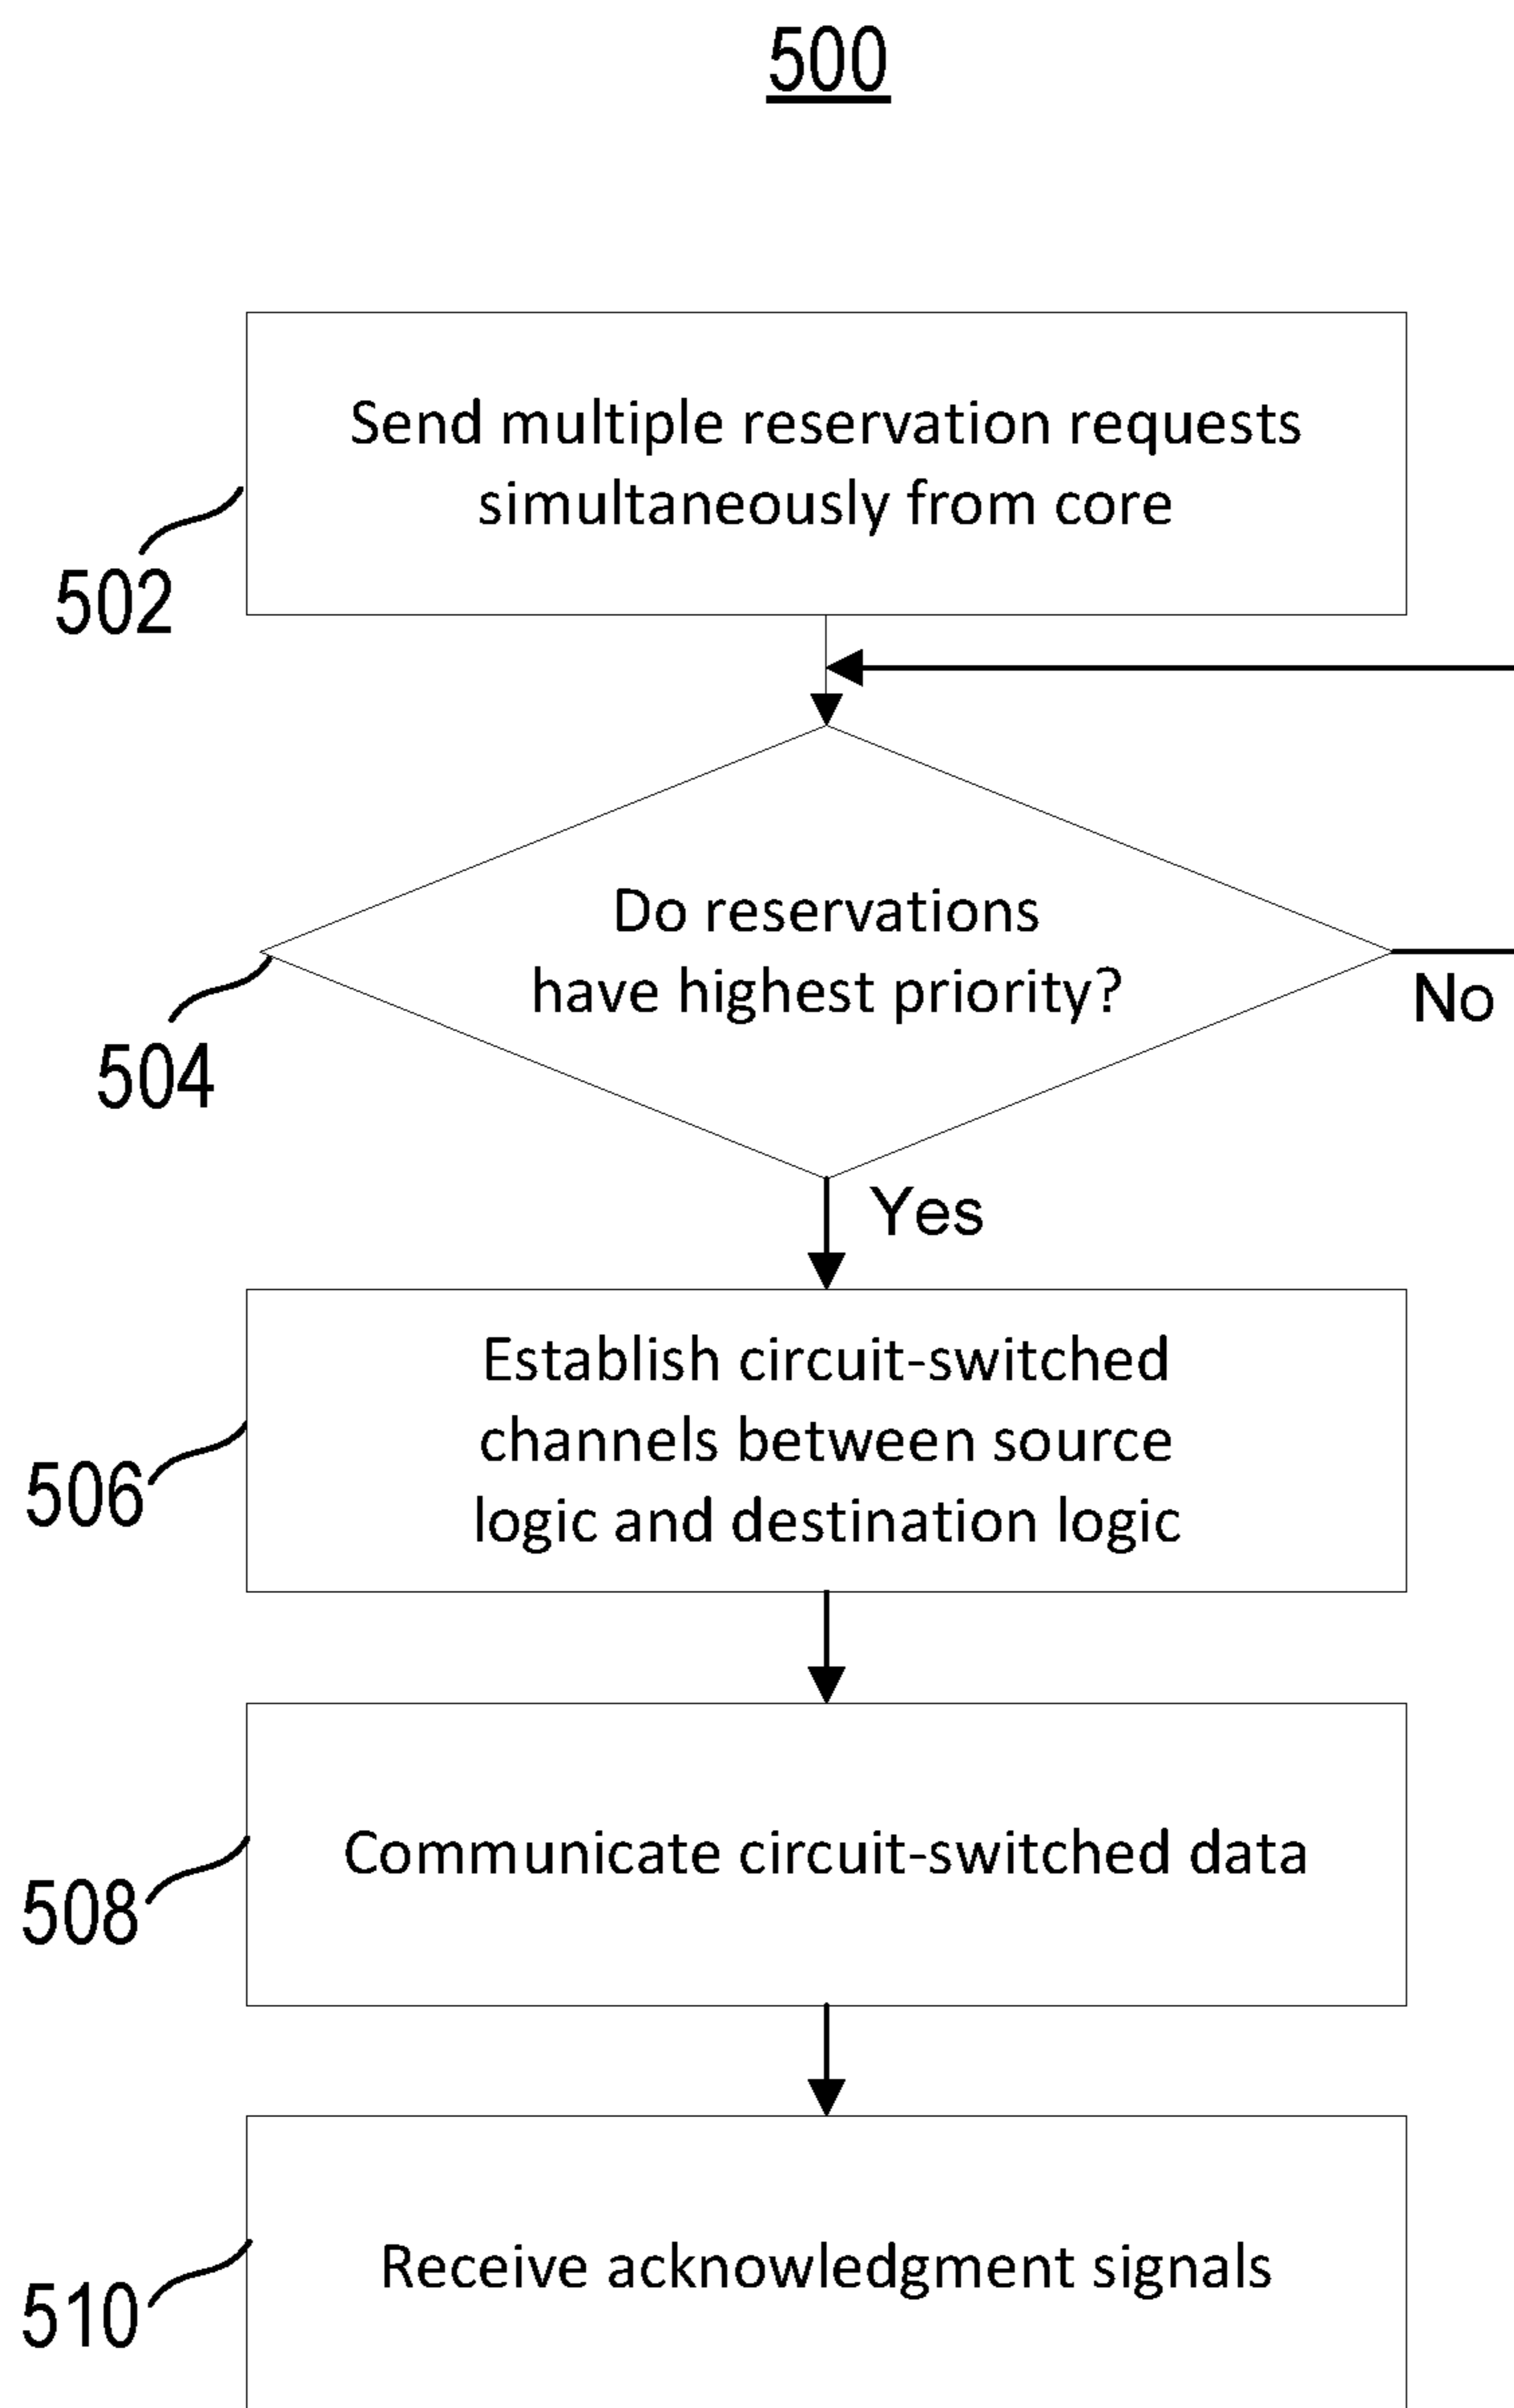 500
Send multiple reservation requests
simultaneously from core
502
Do reservations
have highest priority?
No
504
Yes
Establish circuit-switched
channels between source
logic and destination logic
506
Communicate circuit-switched data
508
Receive acknowledgment signals
510